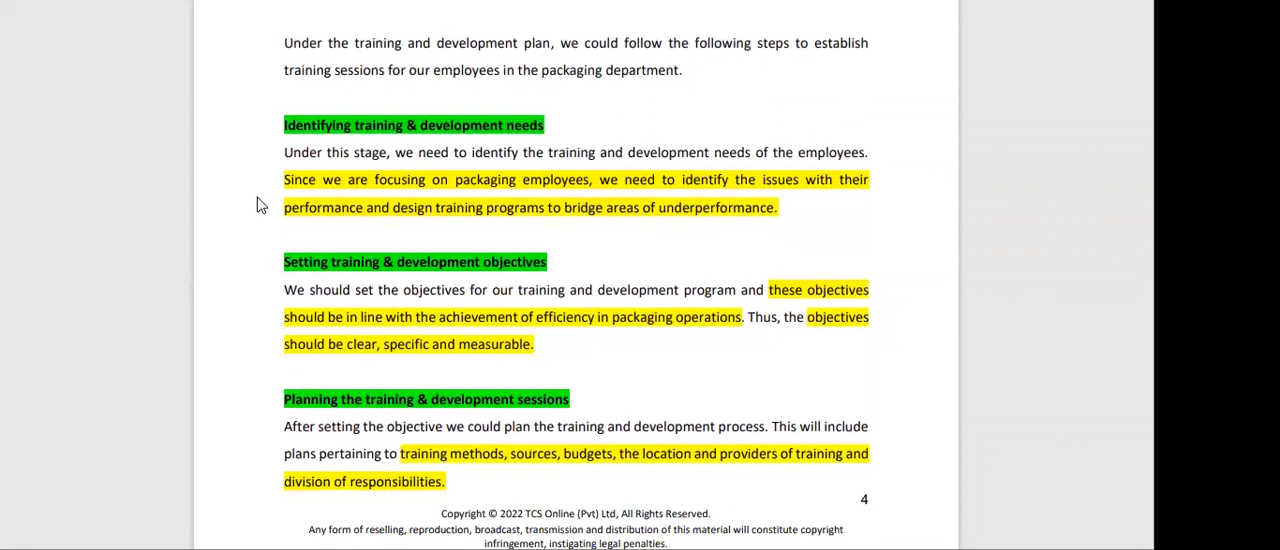 Under the training and development plan, we could follow the following steps to establish
training sessions for our employees in the packaging department.
Identifying training & development needs
Under this stage, we need to identify the training and development needs of the employees.
Since we are focusing on packaging employees, we need to identify the issues with their
performance and design training programs to bridge areas of underperformance.
Setting training & development objectives
We should set the objectives for our training and development program and these objectives
should be in line with the achievement of efficiency in packaging operations. Thus, the objectives
should be clear, specific and measurable.
Planning the training & development sessions
After setting the objective we could plan the training and development process. This will include
plans pertaining to training methods, sources, budgets, the location and providers of training and
division of responsibilities.
4
Copyright © 2022 TCS Online (Pvt) Ltd, All Rights Reserved.
Any form of reselling, reproduction, broadcast, transmission and distribution of this material will constitute copyright
infringement, instigating legal penalties.